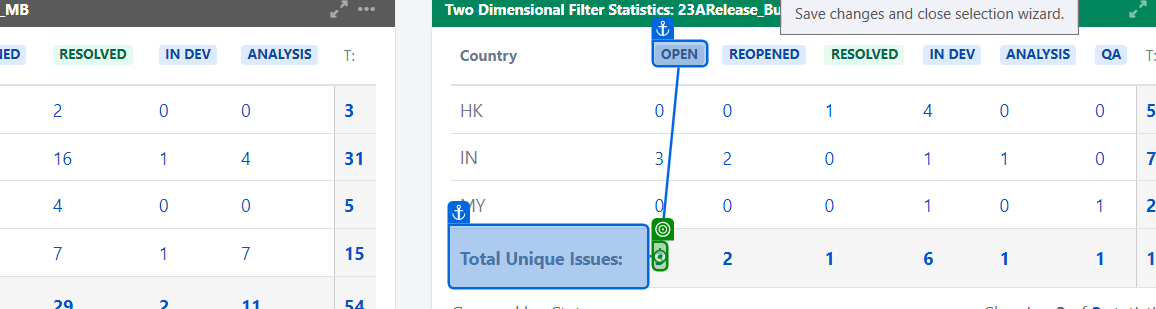 _MB
RESOLVED IN DEV ANALYSIS T:
2 0 0 3
16 1 4 31
4 0 0 5
7 1 7 15
29 2 11 54
Two Dimensional Filter Statistics: 23ARelease_Bu
Save changes and close selection wizard.
Country OPEN REOPENED RESOLVED IN DEV ANALYSIS QA T:
HK 0 0 1 4 0 0 5
IN 3 2 0 1 1 0 7
MY 0 0 0 1 0 1 2
Total Unique Issues: 2 1 6 1 1 1